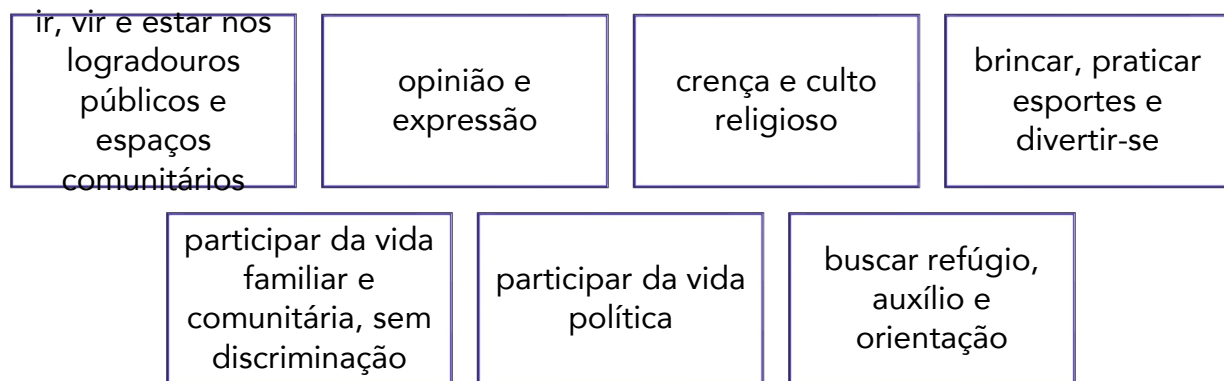 ir, vir e estar nos
logradouros
públicos e
espaços
comunitários
opinião e
expressão
crença e culto
religioso
brincar, praticar
esportes e
divertir-se
participar da vida
familiar e
comunitária, sem
discriminação
participar da vida
política
buscar refúgio,
auxílio e
orientação